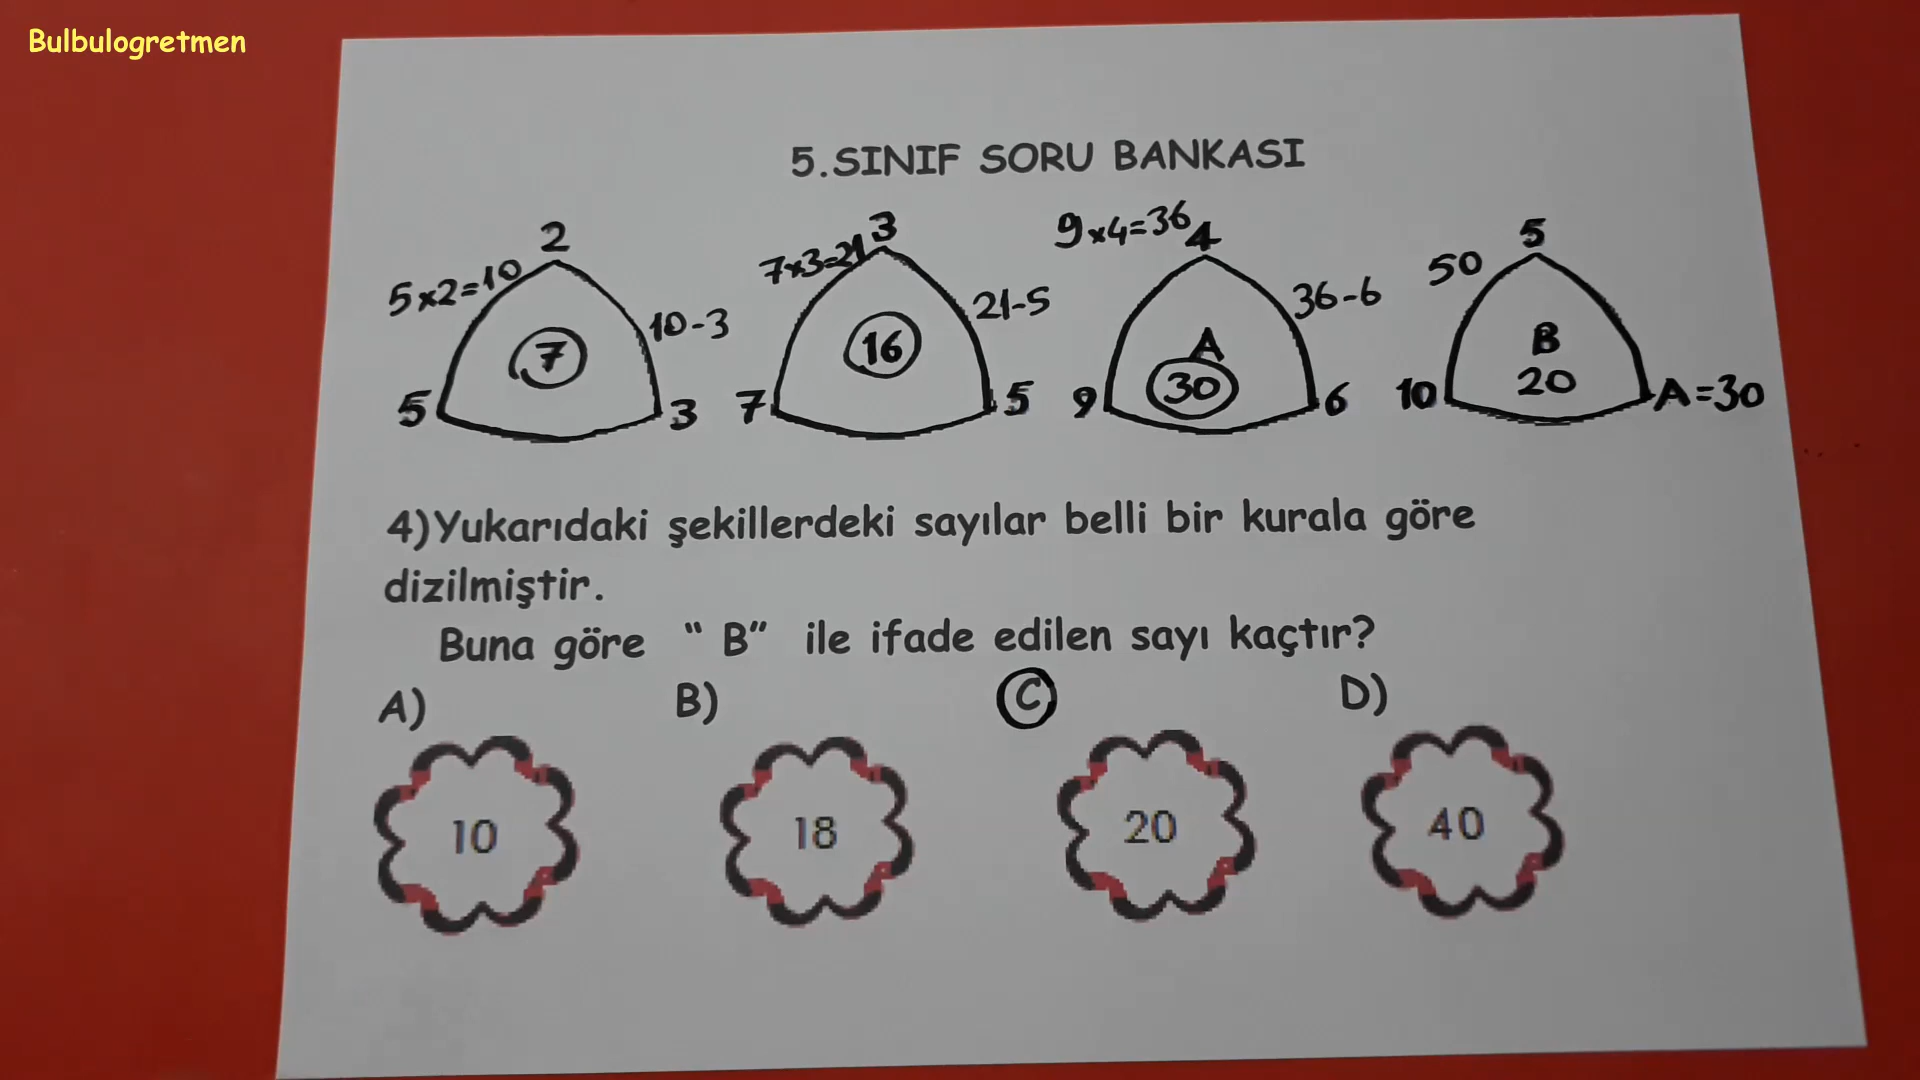 Bulbulogretmen
5.SINIF SORU BANKASI
2
5x2=10
10-3
7
5
3
3
7x3=21
21-5
16
7
5
9x4=36
4
36-6
A
30
9
6
5
50
B
20
10
A=30
4)Yukarıdaki şekillerdeki sayılar belli bir kurala göre
dizilmiştir.
Buna göre “ B” ile ifade edilen sayı kaçtır?
A) B) C D)
10 18 20 40